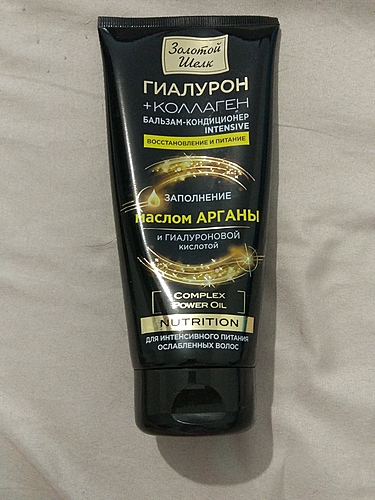 Золотой
Шелк
ГИАЛУРОН
+КОЛЛАГЕН
БАЛЬЗАМ-КОНДИЦИОНЕР
INTENSIVE
ВОССТАНОВЛЕНИЕ И ПИТАНИЕ
ЗАПОЛНЕНИЕ
маслом АРГАНЫ
и ГИАЛУРОНОВОЙ
кислотой
COMPLEX
POWER OIL
NUTRITION
ДЛЯ ИНТЕНСИВНОГО ПИТАНИЯ
ОСЛАБЛЕННЫХ ВОЛОС